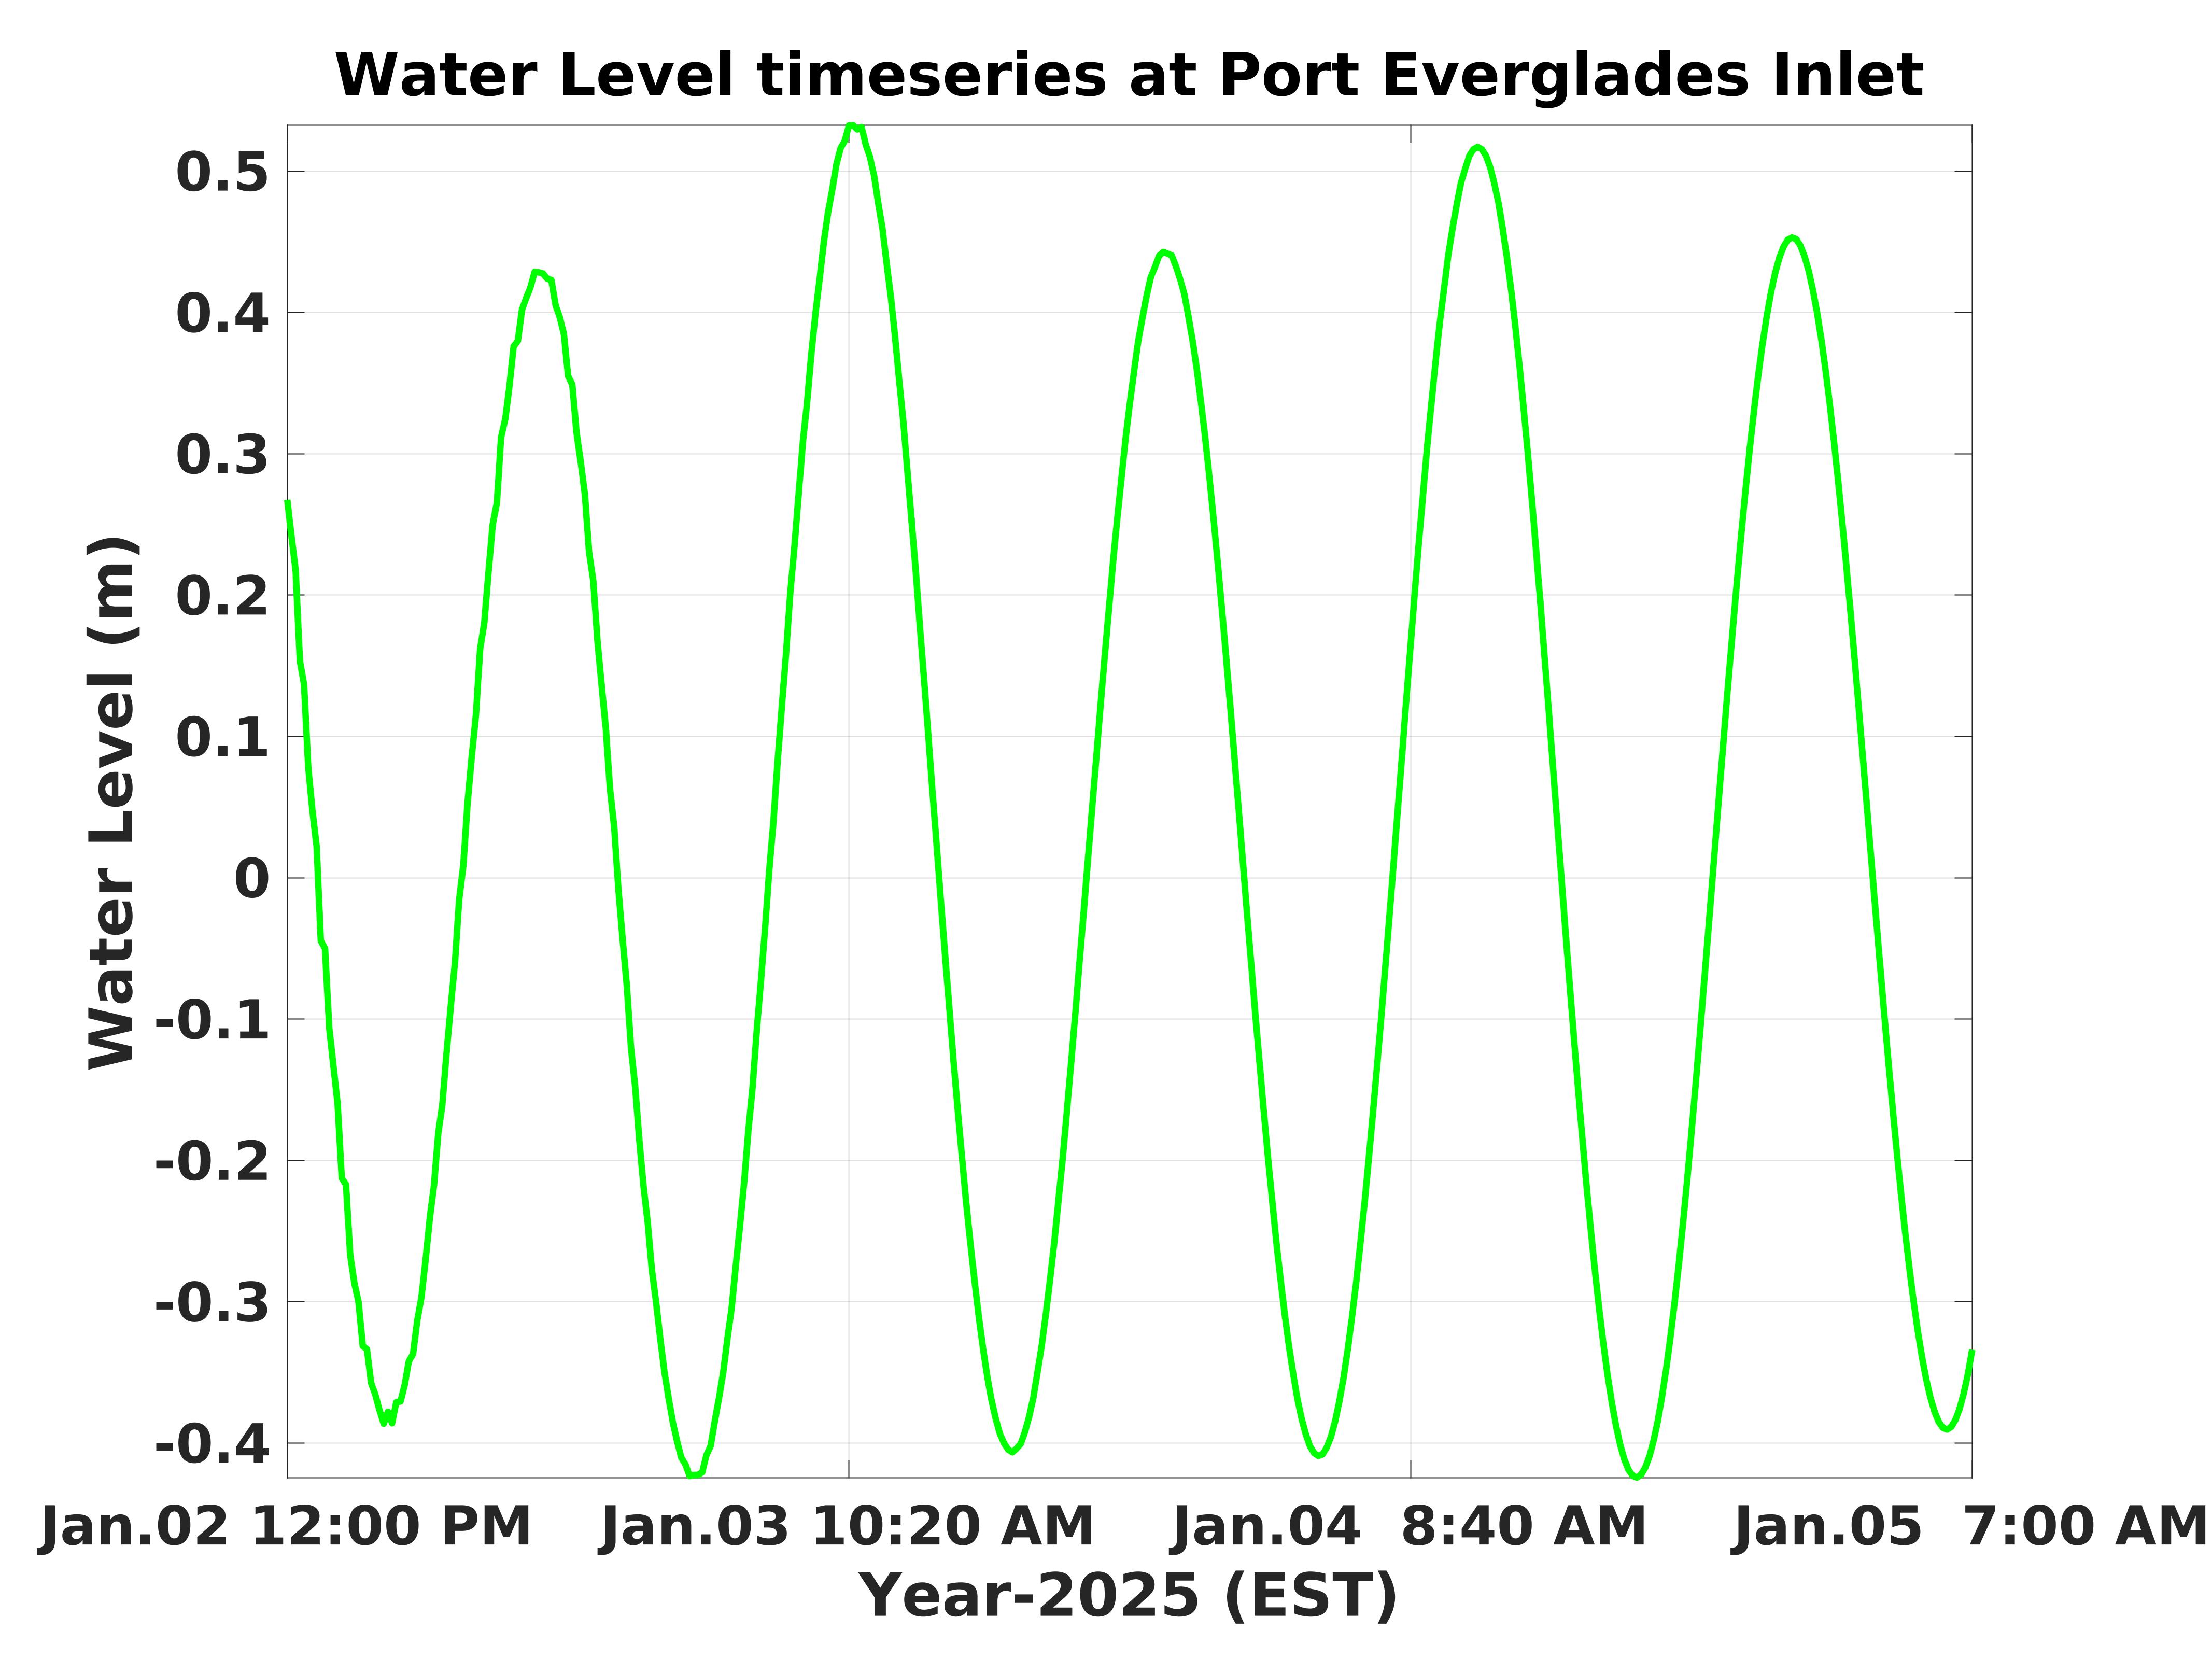 Water Level timeseries at Port Everglades Inlet
0.5
0.4
0.3
0.2
0.1
0
-0.1
-0.2
-0.3
-0.4
Water Level (m)
Jan.02 12:00 PM Jan.03 10:20 AM Jan.04 8:40 AM Jan.05 7:00 AM
Year-2025 (EST)